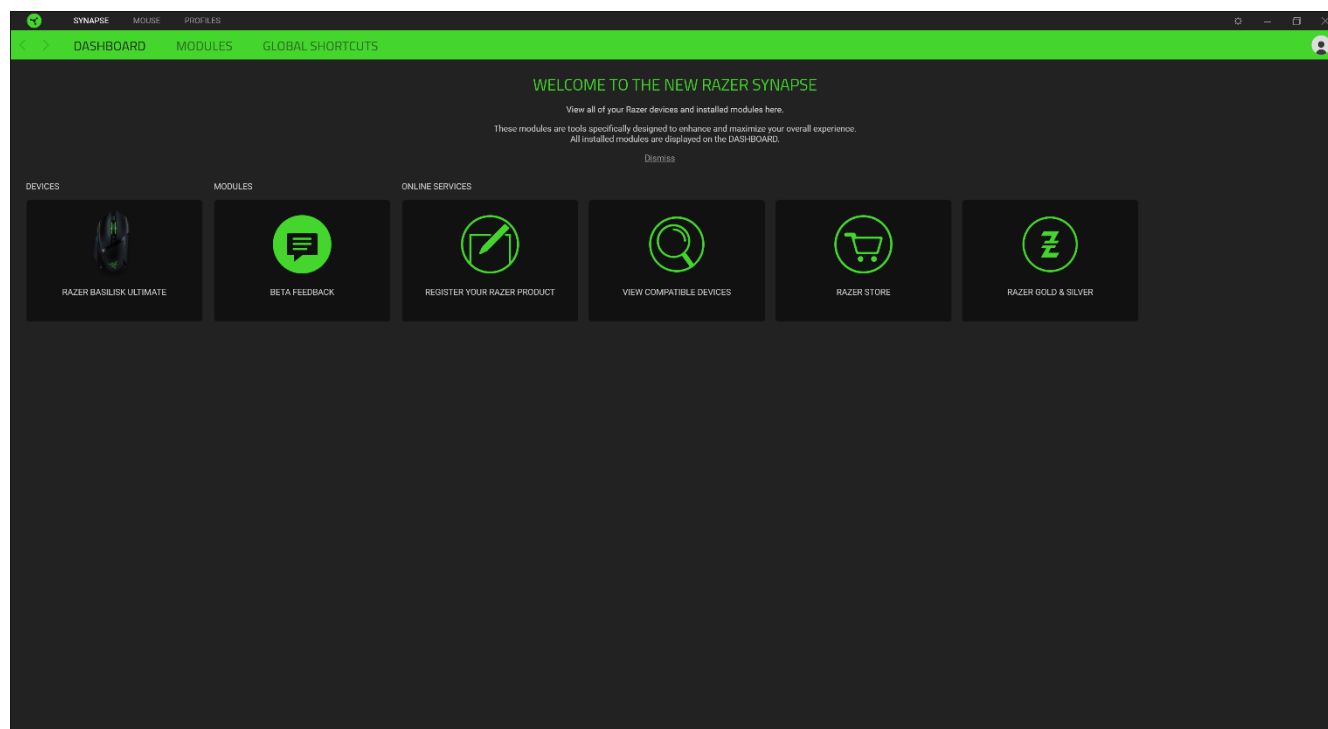 SYNAPSE MOUSE PROFILES
DASHBOARD MODULES GLOBAL SHORTCUTS
WELCOME TO THE NEW RAZER SYNAPSE
View all of your Razer devices and installed modules here.
These modules are tools specifically designed to enhance and maximize your overall experience.
All installed modules are displayed on the DASHBOARD.
Dismiss
DEVICES MODULES ONLINE SERVICES
RAZER BASILISK ULTIMATE BETA FEEDBACK REGISTER YOUR RAZER PRODUCT VIEW COMPATIBLE DEVICES RAZER STORE RAZER GOLD & SILVER